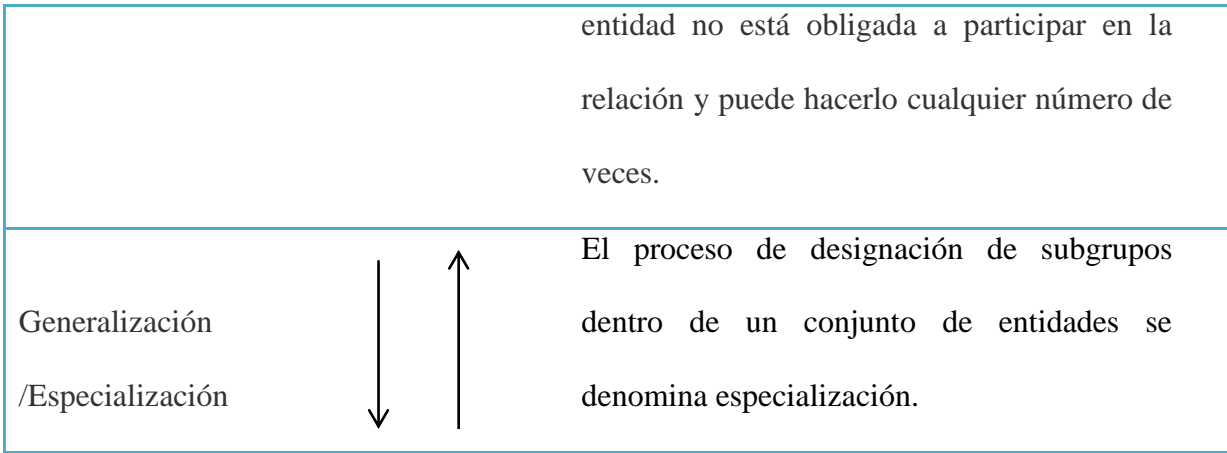 entidad no está obligada a participar en la
relación y puede hacerlo cualquier número de
veces.
Generalización
/Especialización
El proceso de designación de subgrupos
dentro de un conjunto de entidades se
denomina especialización.